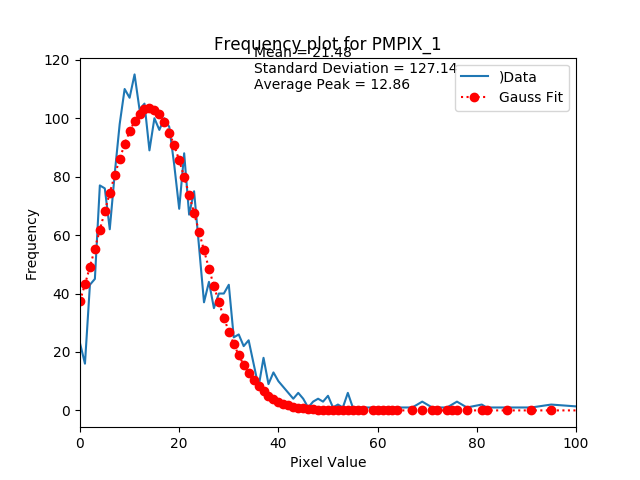 Frequency plot for PMPIX_1
Mean = 21.48
Standard Deviation = 127.14
Average Peak = 12.86
)Data
Gauss Fit
120
100
80
60
40
20
0
Frequency
0 20 40 60 80 100
Pixel Value